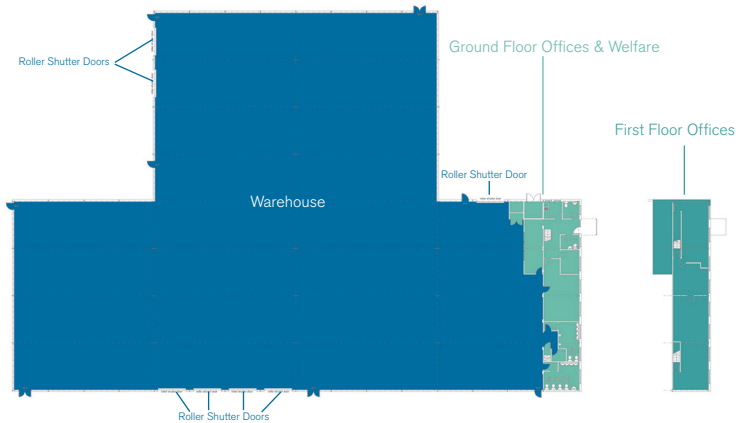 Ground Floor Offices & Welfare
Roller Shutter Doors
First Floor Offices
Roller Shutter Door
Warehouse
Roller Shutter Doors